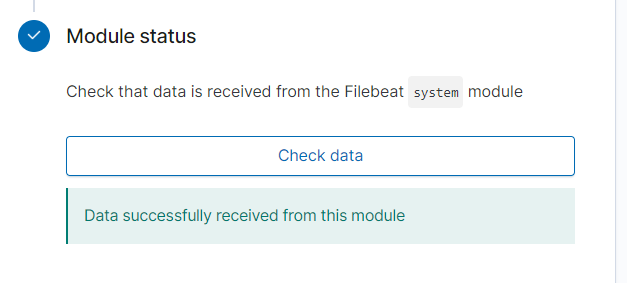 Module status
Check that data is received from the Filebeat system module
Check data
Data successfully received from this module